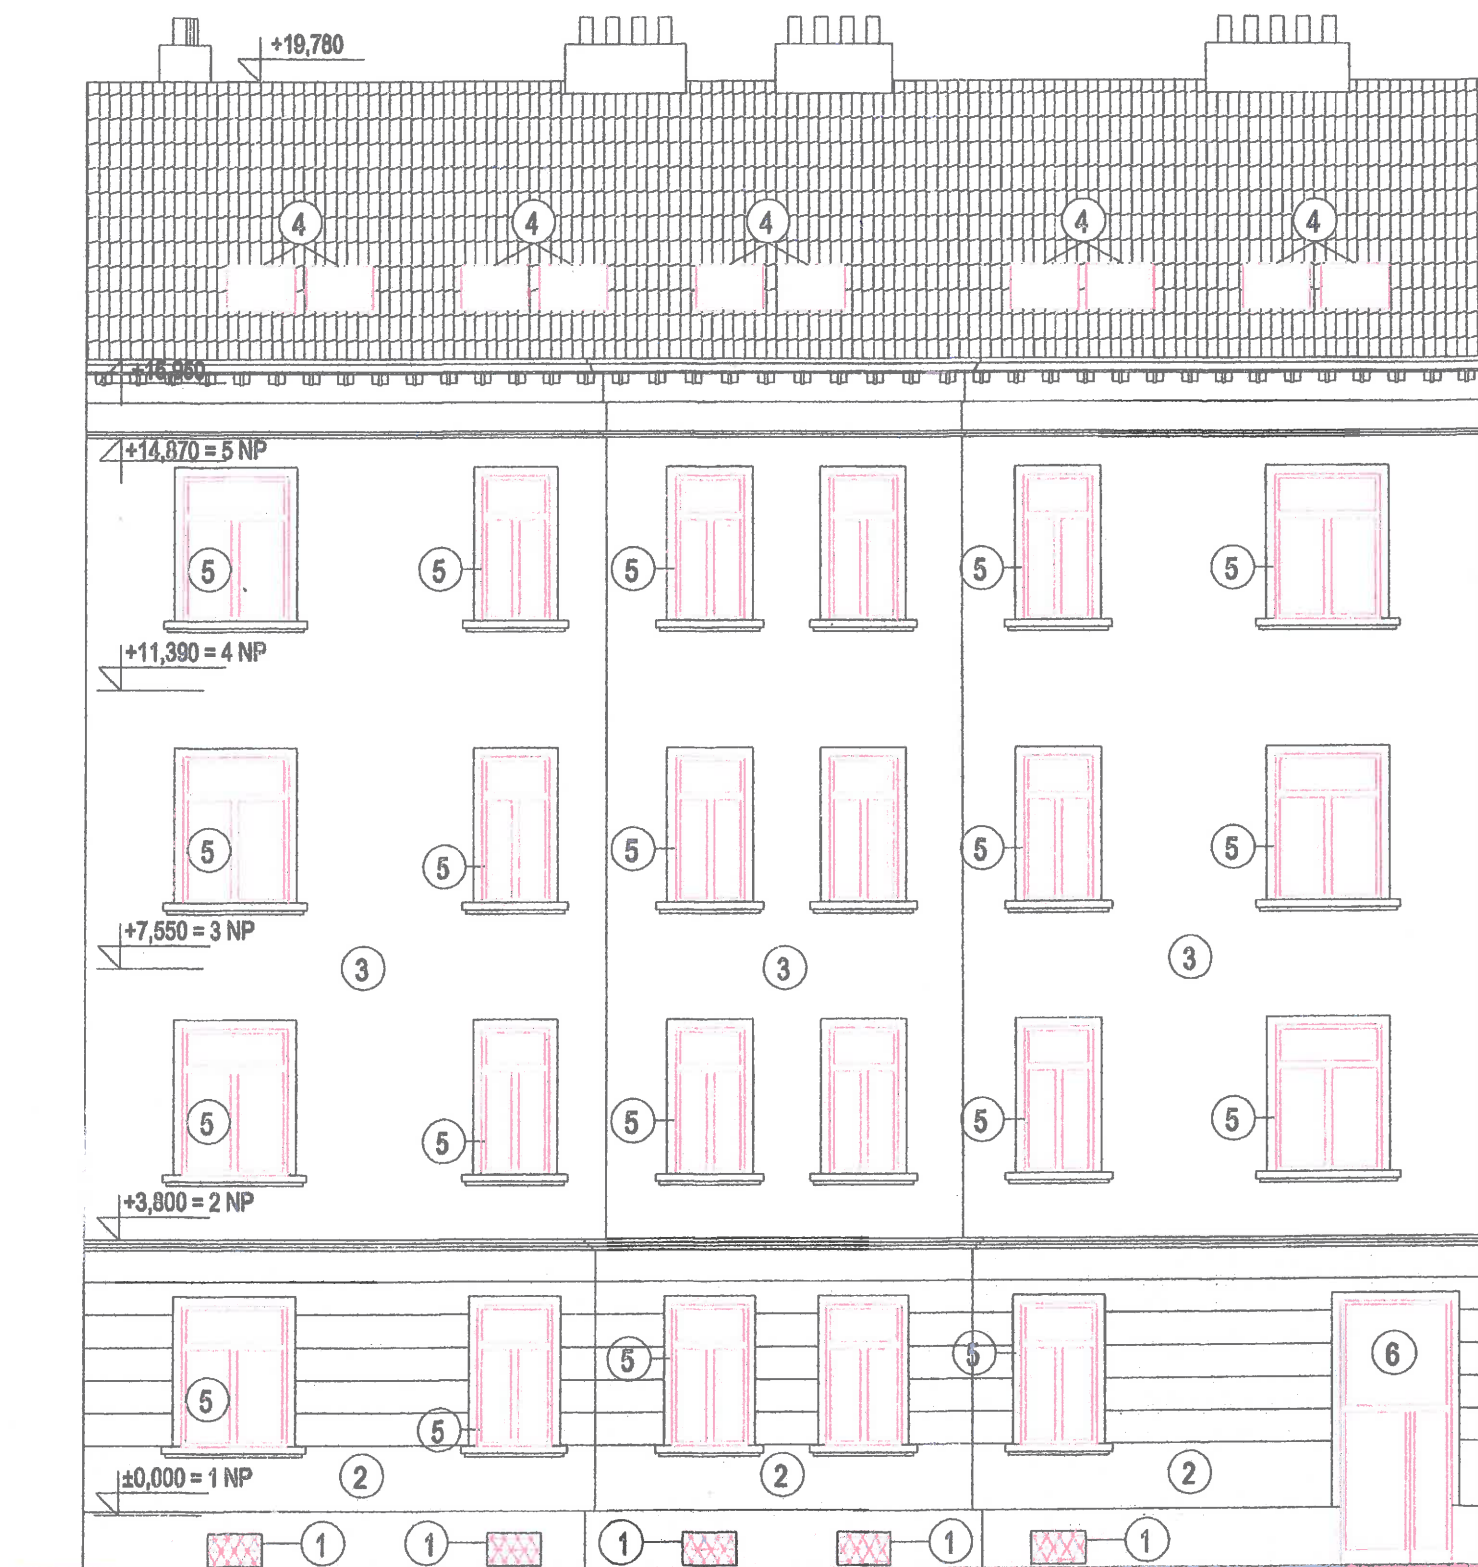 +19,780
4 4 4 4 4
+14,870 = 5 NP
5 5 5 5 5
+11,390 = 4 NP
5 5 5 5 5
+7,550 = 3 NP
3 3 3
5 5 5 5 5
+3,800 = 2 NP
5 5 5 5 6
2 2 2
±0,000 = 1 NP
1 1 1 1 1